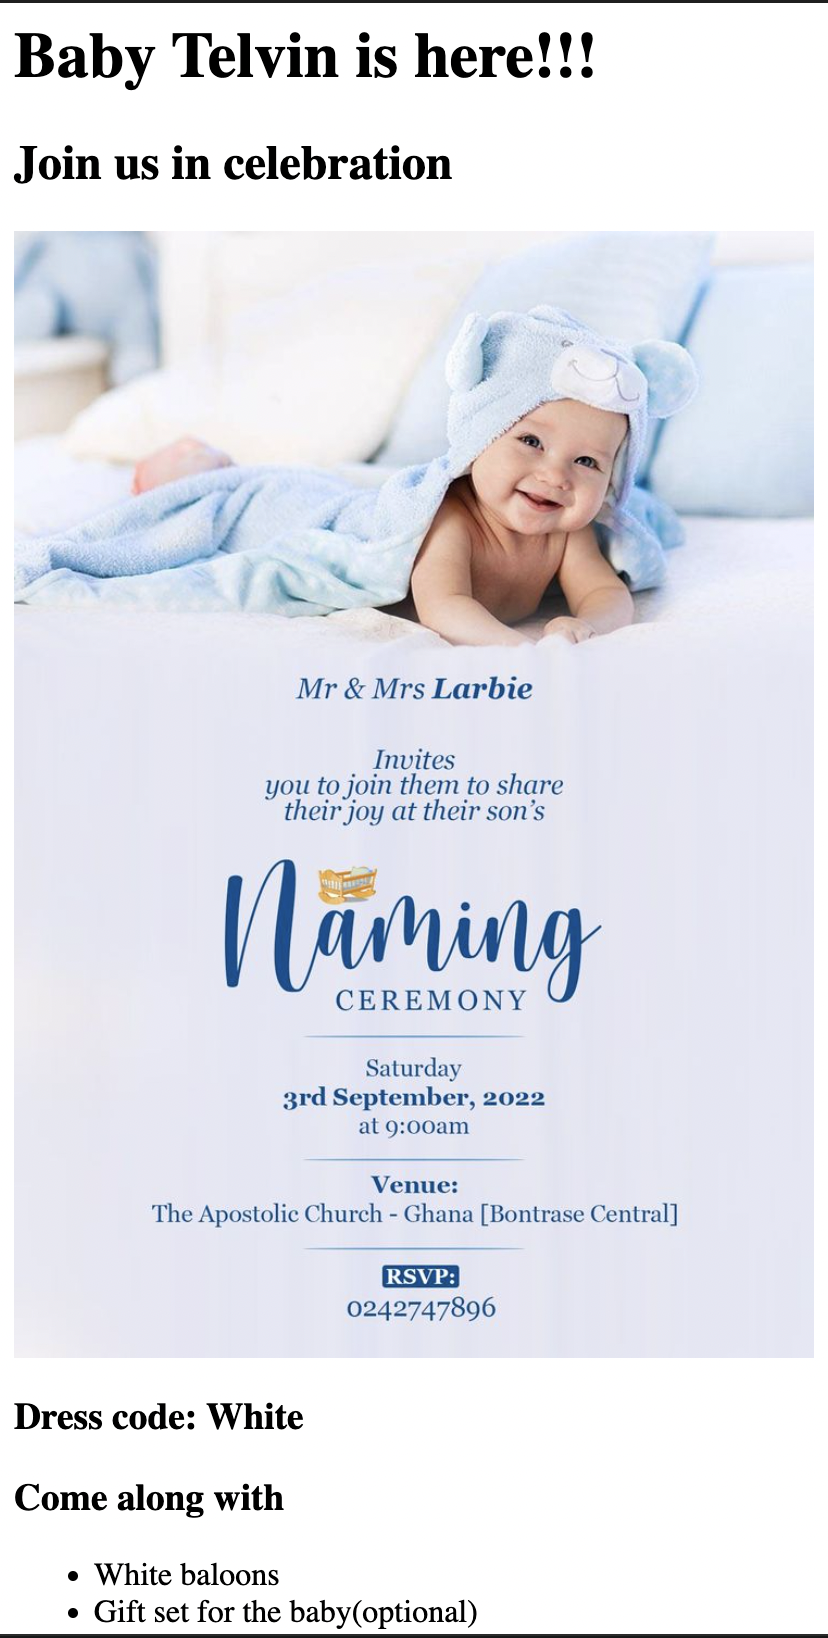 Baby Telvin is here!!!
Join us in celebration
Mr & Mrs Larbie
Invites
you to join them to share
their joy at their son’s
Naming
CEREMONY
Saturday
3rd September, 2022
at 9:00am
Venue:
The Apostolic Church - Ghana [Bontrase Central]
RSVP:
0242747896
Dress code: White
Come along with
• White baloons
• Gift set for the baby(optional)